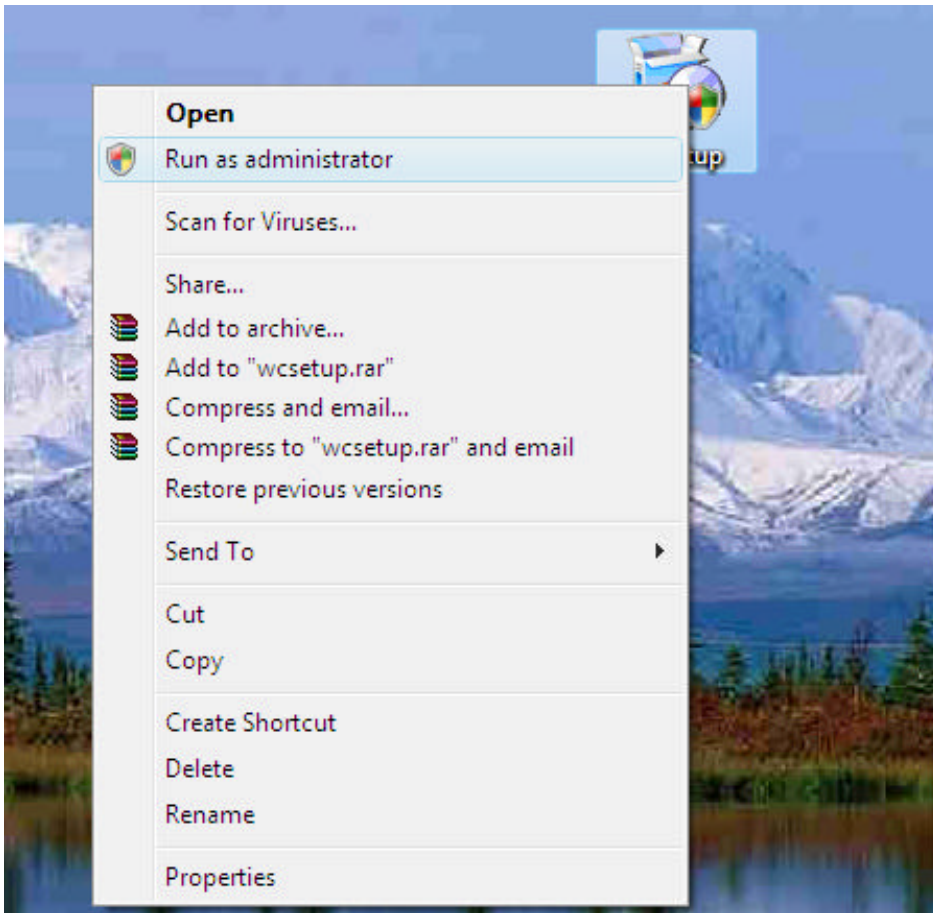 Open
Run as administrator
Scan for Viruses...
Share...
Add to archive...
Add to "wcsetup.rar"
Compress and email...
Compress to "wcsetup.rar" and email
Restore previous versions
Send To
Cut
Copy
Create Shortcut
Delete
Rename
Properties